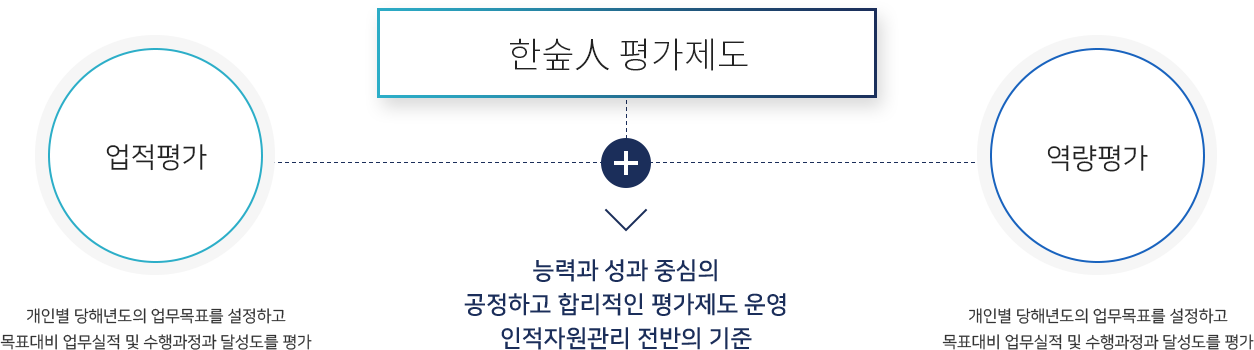 한숲人 평가제도
업적평가
역량평가
능력과 성과 중심의
공정하고 합리적인 평가제도 운영
인적자원관리 전반의 기준
개인별 당해년도의 업무목표를 설정하고
목표대비 업무실적 및 수행과정과 달성도를 평가
개인별 당해년도의 업무목표를 설정하고
목표대비 업무실적 및 수행과정과 달성도를 평가